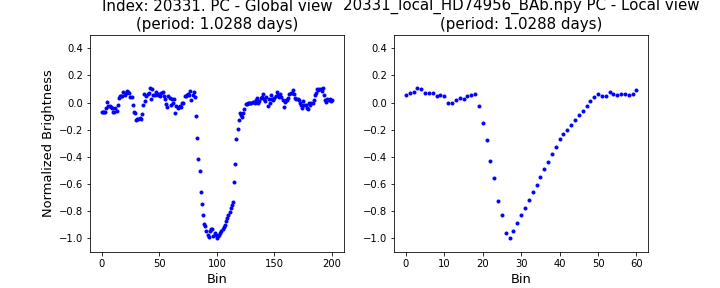 Index: 20331. PC - Global view
(period: 1.0288 days)
20331_local_HD74956_BAb.npy PC - Local view
(period: 1.0288 days)
Normalized Brightness
0.4
0.2
0.0
−0.2
−0.4
−0.6
−0.8
−1.0
0 50 100 150 200
Bin
0.4
0.2
0.0
−0.2
−0.4
−0.6
−0.8
−1.0
0 10 20 30 40 50 60
Bin